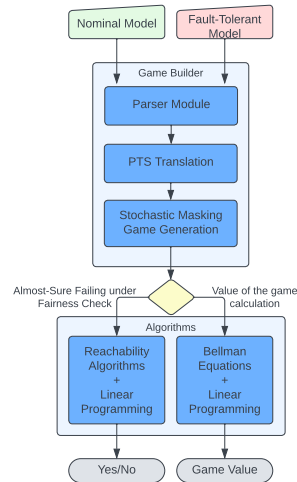 Nominal Model
Fault-Tolerant
Model
Game Builder
Parser Module
PTS Translation
Stochastic Masking
Game Generation
Almost-Sure Failing under
Fairness Check
Value of the game
calculation
Algorithms
Reachability
Algorithms
+
Linear
Programming
Bellman
Equations
+
Linear
Programming
Yes/No
Game Value